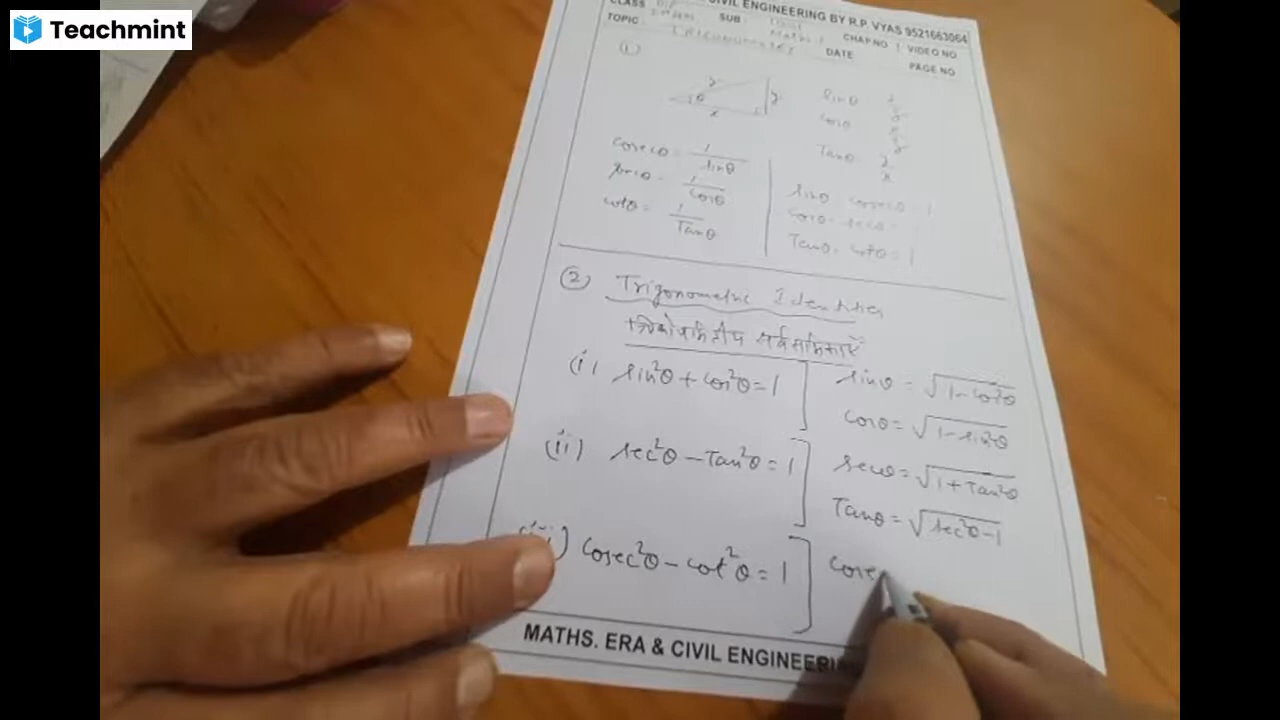 Teachmint
CIVIL ENGINEERING BY R.P. VYAS 9521663064
CLASS SUB Maths I CHAP.NO 1 VIDEO NO
TOPIC DATE PAGE NO
①
r y
θ
x
sinθ y/r
cosθ x/r
Tanθ y/x
cosecθ = 1/sinθ
secθ = 1/cosθ
cotθ = 1/Tanθ
sinθ · cosecθ = 1
cosθ · secθ =
Tanθ · cotθ = 1
② Trigonometric Identities
त्रिकोणमितीय सर्वसमिकाएँ
(i) sin²θ + cos²θ = 1
sinθ = √1-cos²θ
cosθ = √1-sin²θ
(ii) sec²θ - Tan²θ = 1
secθ = √1+Tan²θ
Tanθ = √sec²θ-1
(iii) cosec²θ - cot²θ = 1
cose
MATHS. ERA & CIVIL ENGINEERI